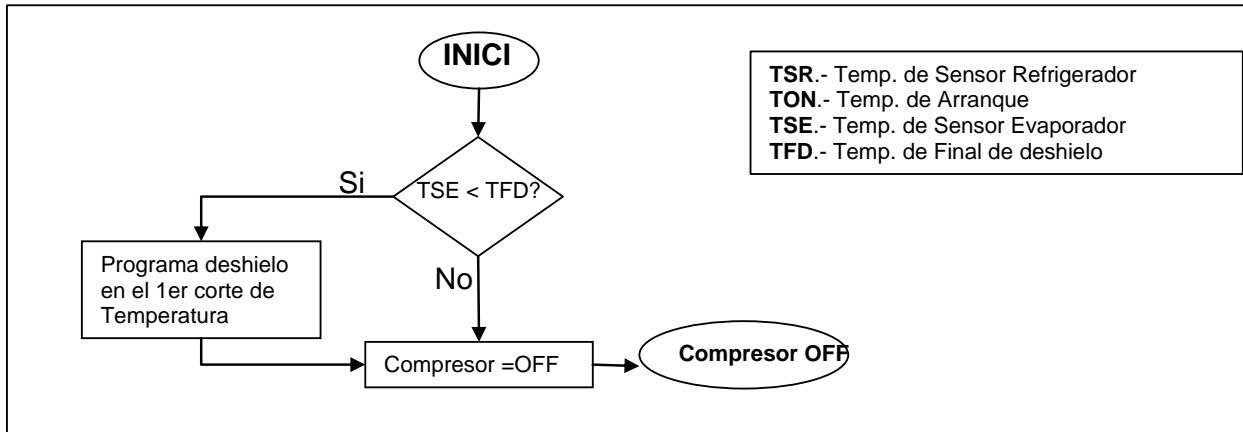 INICI
TSR.- Temp. de Sensor Refrigerador
TON.- Temp. de Arranque
TSE.- Temp. de Sensor Evaporador
TFD.- Temp. de Final de deshielo
Si
TSE < TFD?
Programa deshielo
en el 1er corte de
Temperatura
No
Compresor =OFF
Compresor OFF